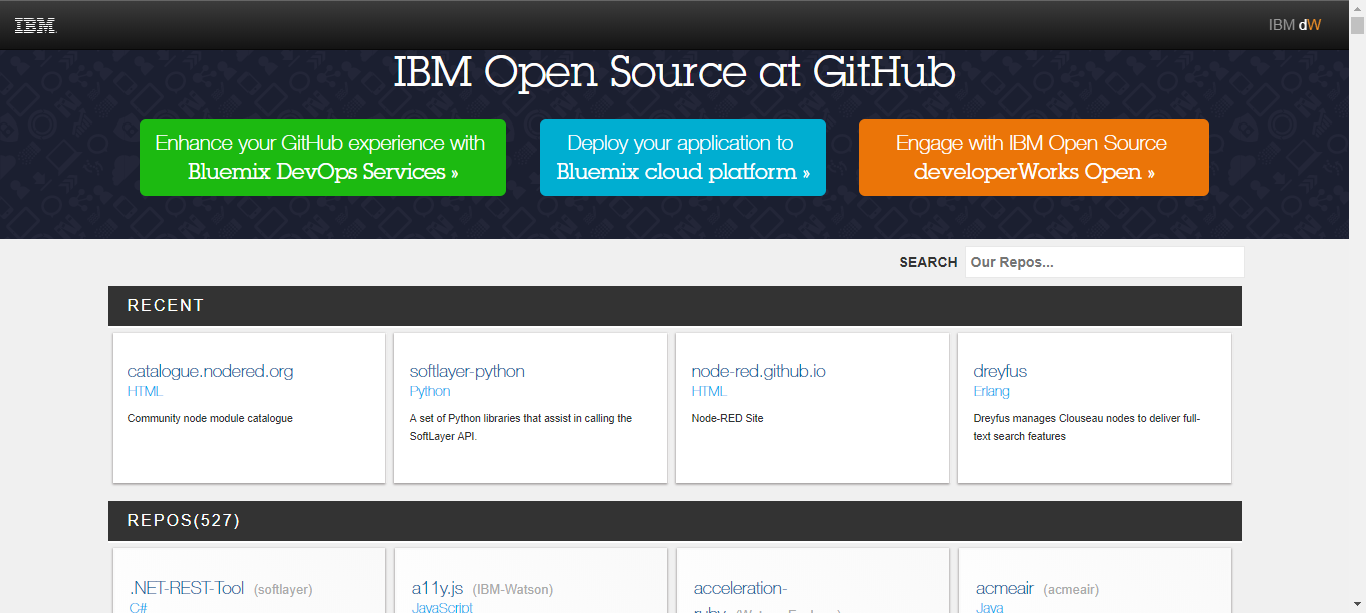 IBM
IBM dW
IBM Open Source at GitHub
Enhance your GitHub experience with
Bluemix DevOps Services »
Deploy your application to
Bluemix cloud platform »
Engage with IBM Open Source
developerWorks Open »
SEARCH Our Repos...
RECENT
catalogue.nodered.org
HTML
Community node module catalogue
softlayer-python
Python
A set of Python libraries that assist in calling the
SoftLayer API.
node-red.github.io
HTML
Node-RED Site
dreyfus
Erlang
Dreyfus manages Clouseau nodes to deliver full-
text search features
REPOS(527)
.NET-REST-Tool (softlayer)
C#
a11y.js (IBM-Watson)
JavaScript
acceleration-
acmeair (acmeair)
Java